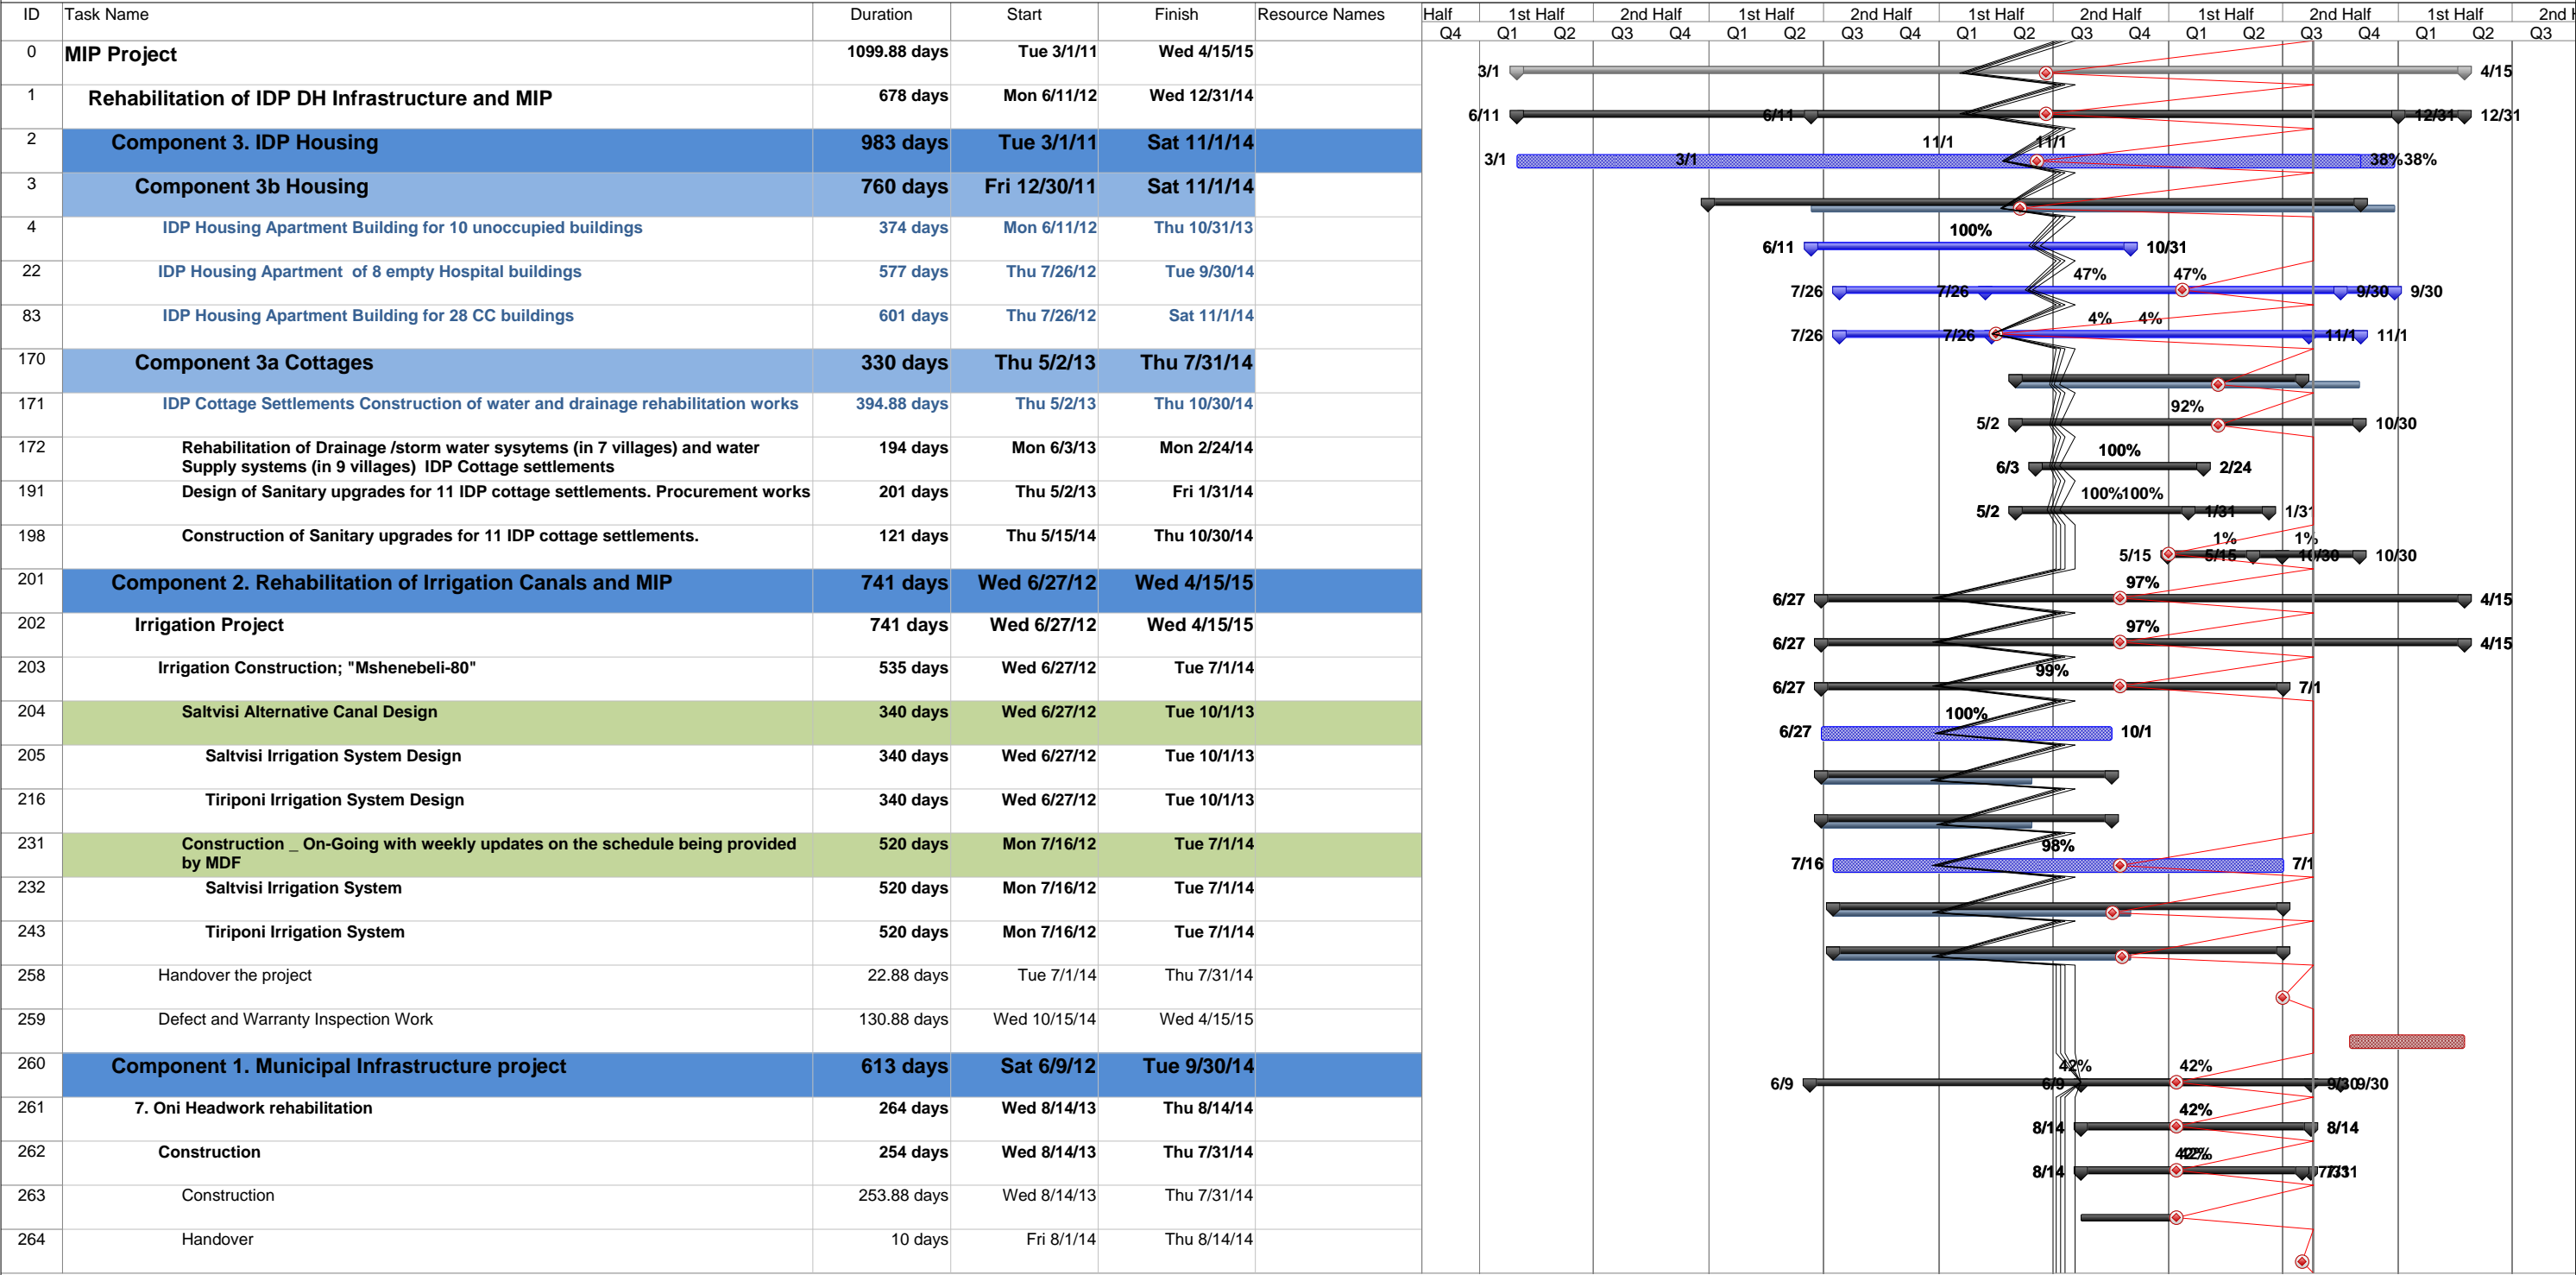 ID Task Name Duration Start Finish Resource Names Half 1st Half 2nd Half 1st Half 2nd Half 1st Half 2nd Half 1st Half 2nd Half 1st Half 2nd
Q4 Q1 Q2 Q3 Q4 Q1 Q2 Q3 Q4 Q1 Q2 Q3 Q4 Q1 Q2 Q3 Q4 Q1 Q2 Q3
0 MIP Project 1099.88 days Tue 3/1/11 Wed 4/15/15
3/1 4/15
1 Rehabilitation of IDP DH Infrastructure and MIP 678 days Mon 6/11/12 Wed 12/31/14
6/11 6/11 12/31 12/31
2 Component 3. IDP Housing 983 days Tue 3/1/11 Sat 11/1/14 11/1 11/1
3/1 3/1 38% 38%
3 Component 3b Housing 760 days Fri 12/30/11 Sat 11/1/14
4 IDP Housing Apartment Building for 10 unoccupied buildings 374 days Mon 6/11/12 Thu 10/31/13 100%
6/11 10/31
22 IDP Housing Apartment of 8 empty Hospital buildings 577 days Thu 7/26/12 Tue 9/30/14 47% 47%
7/26 7/26 9/30 9/30
83 IDP Housing Apartment Building for 28 CC buildings 601 days Thu 7/26/12 Sat 11/1/14 4% 4%
7/26 7/26 11/1 11/1
170 Component 3a Cottages 330 days Thu 5/2/13 Thu 7/31/14
171 IDP Cottage Settlements Construction of water and drainage rehabilitation works 394.88 days Thu 5/2/13 Thu 10/30/14 92%
5/2 10/30
172 Rehabilitation of Drainage /storm water sysytems (in 7 villages) and water 194 days Mon 6/3/13 Mon 2/24/14 100%
Supply systems (in 9 villages) IDP Cottage settlements 6/3 2/24
191 Design of Sanitary upgrades for 11 IDP cottage settlements. Procurement works 201 days Thu 5/2/13 Fri 1/31/14 100% 100%
5/2 1/31 1/31
198 Construction of Sanitary upgrades for 11 IDP cottage settlements. 121 days Thu 5/15/14 Thu 10/30/14 1% 1%
5/15 5/15 10/30 10/30
201 Component 2. Rehabilitation of Irrigation Canals and MIP 741 days Wed 6/27/12 Wed 4/15/15 97%
6/27 4/15
202 Irrigation Project 741 days Wed 6/27/12 Wed 4/15/15 97%
6/27 4/15
203 Irrigation Construction; "Mshenebeli-80" 535 days Wed 6/27/12 Tue 7/1/14 99%
6/27 7/1
204 Saltvisi Alternative Canal Design 340 days Wed 6/27/12 Tue 10/1/13 100%
6/27 10/1
205 Saltvisi Irrigation System Design 340 days Wed 6/27/12 Tue 10/1/13
216 Tiriponi Irrigation System Design 340 days Wed 6/27/12 Tue 10/1/13
231 Construction _ On-Going with weekly updates on the schedule being provided 520 days Mon 7/16/12 Tue 7/1/14 98%
by MDF 7/16 7/1
232 Saltvisi Irrigation System 520 days Mon 7/16/12 Tue 7/1/14
243 Tiriponi Irrigation System 520 days Mon 7/16/12 Tue 7/1/14
258 Handover the project 22.88 days Tue 7/1/14 Thu 7/31/14
259 Defect and Warranty Inspection Work 130.88 days Wed 10/15/14 Wed 4/15/15
260 Component 1. Municipal Infrastructure project 613 days Sat 6/9/12 Tue 9/30/14 42% 42%
6/9 6/9 9/30 9/30
261 7. Oni Headwork rehabilitation 264 days Wed 8/14/13 Thu 8/14/14 42%
8/14 8/14
262 Construction 254 days Wed 8/14/13 Thu 7/31/14 42%
8/14 7/31
263 Construction 253.88 days Wed 8/14/13 Thu 7/31/14
264 Handover 10 days Fri 8/1/14 Thu 8/14/14